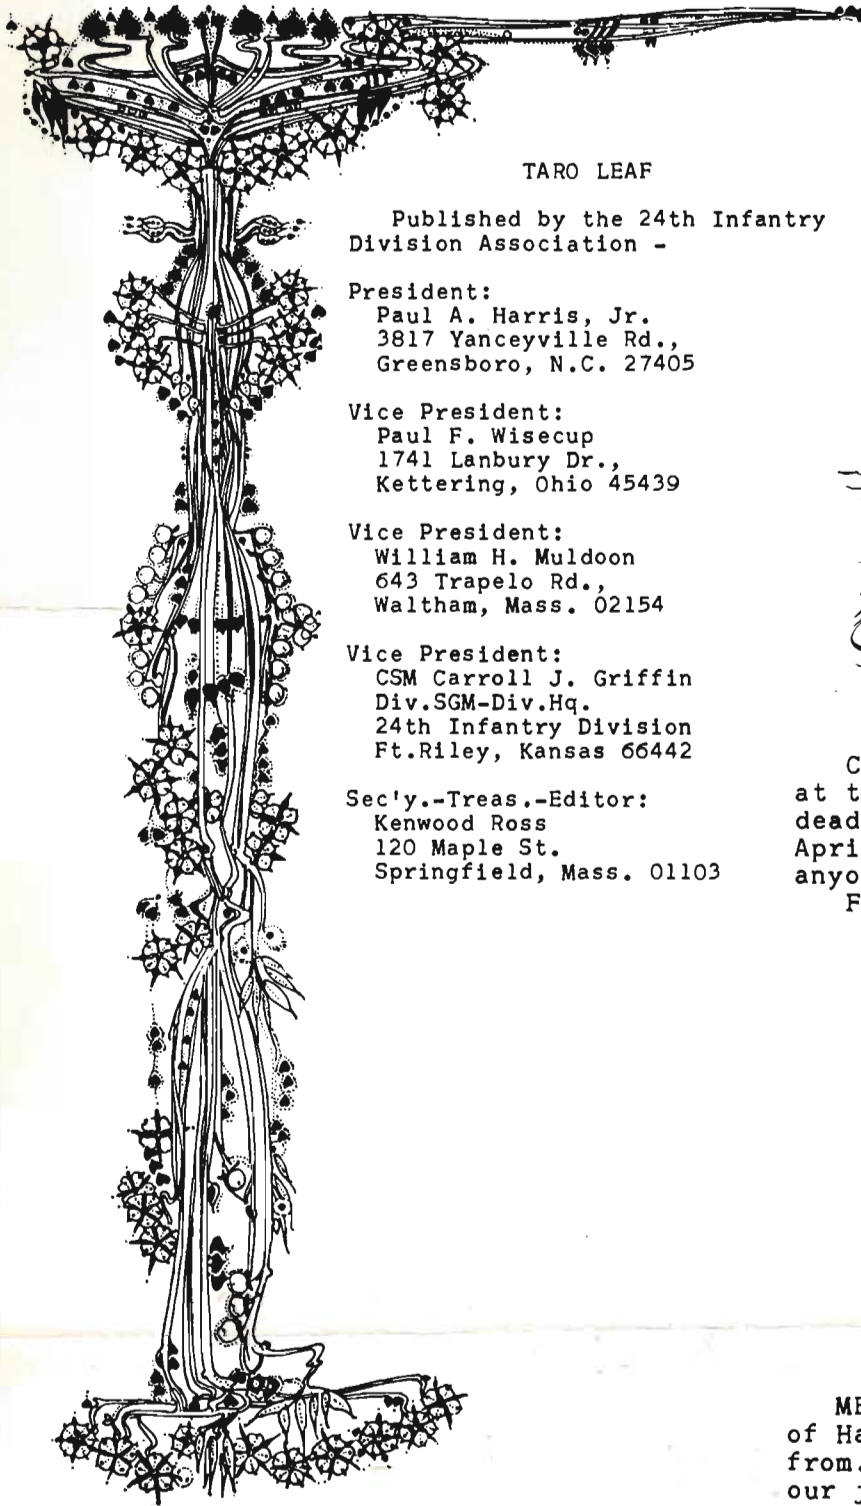 TARO LEAF
Published by the 24th Infantry
Division Association -
President:
Paul A. Harris, Jr.
3817 Yanceyville Rd.,
Greensboro, N.C. 27405
Vice President:
Paul F. Wisecup
1741 Lanbury Dr.,
Kettering, Ohio 45439
Vice President:
William H. Muldoon
643 Trapelo Rd.,
Waltham, Mass. 02154
Vice President:
CSM Carroll J. Griffin
Div.SGM-Div.Hq.
24th Infantry Division
Ft.Riley, Kansas 66442
Sec'y.-Treas.-Editor:
Kenwood Ross
120 Maple St.
Springfield, Mass. 01103
at
dead
of
from.
our